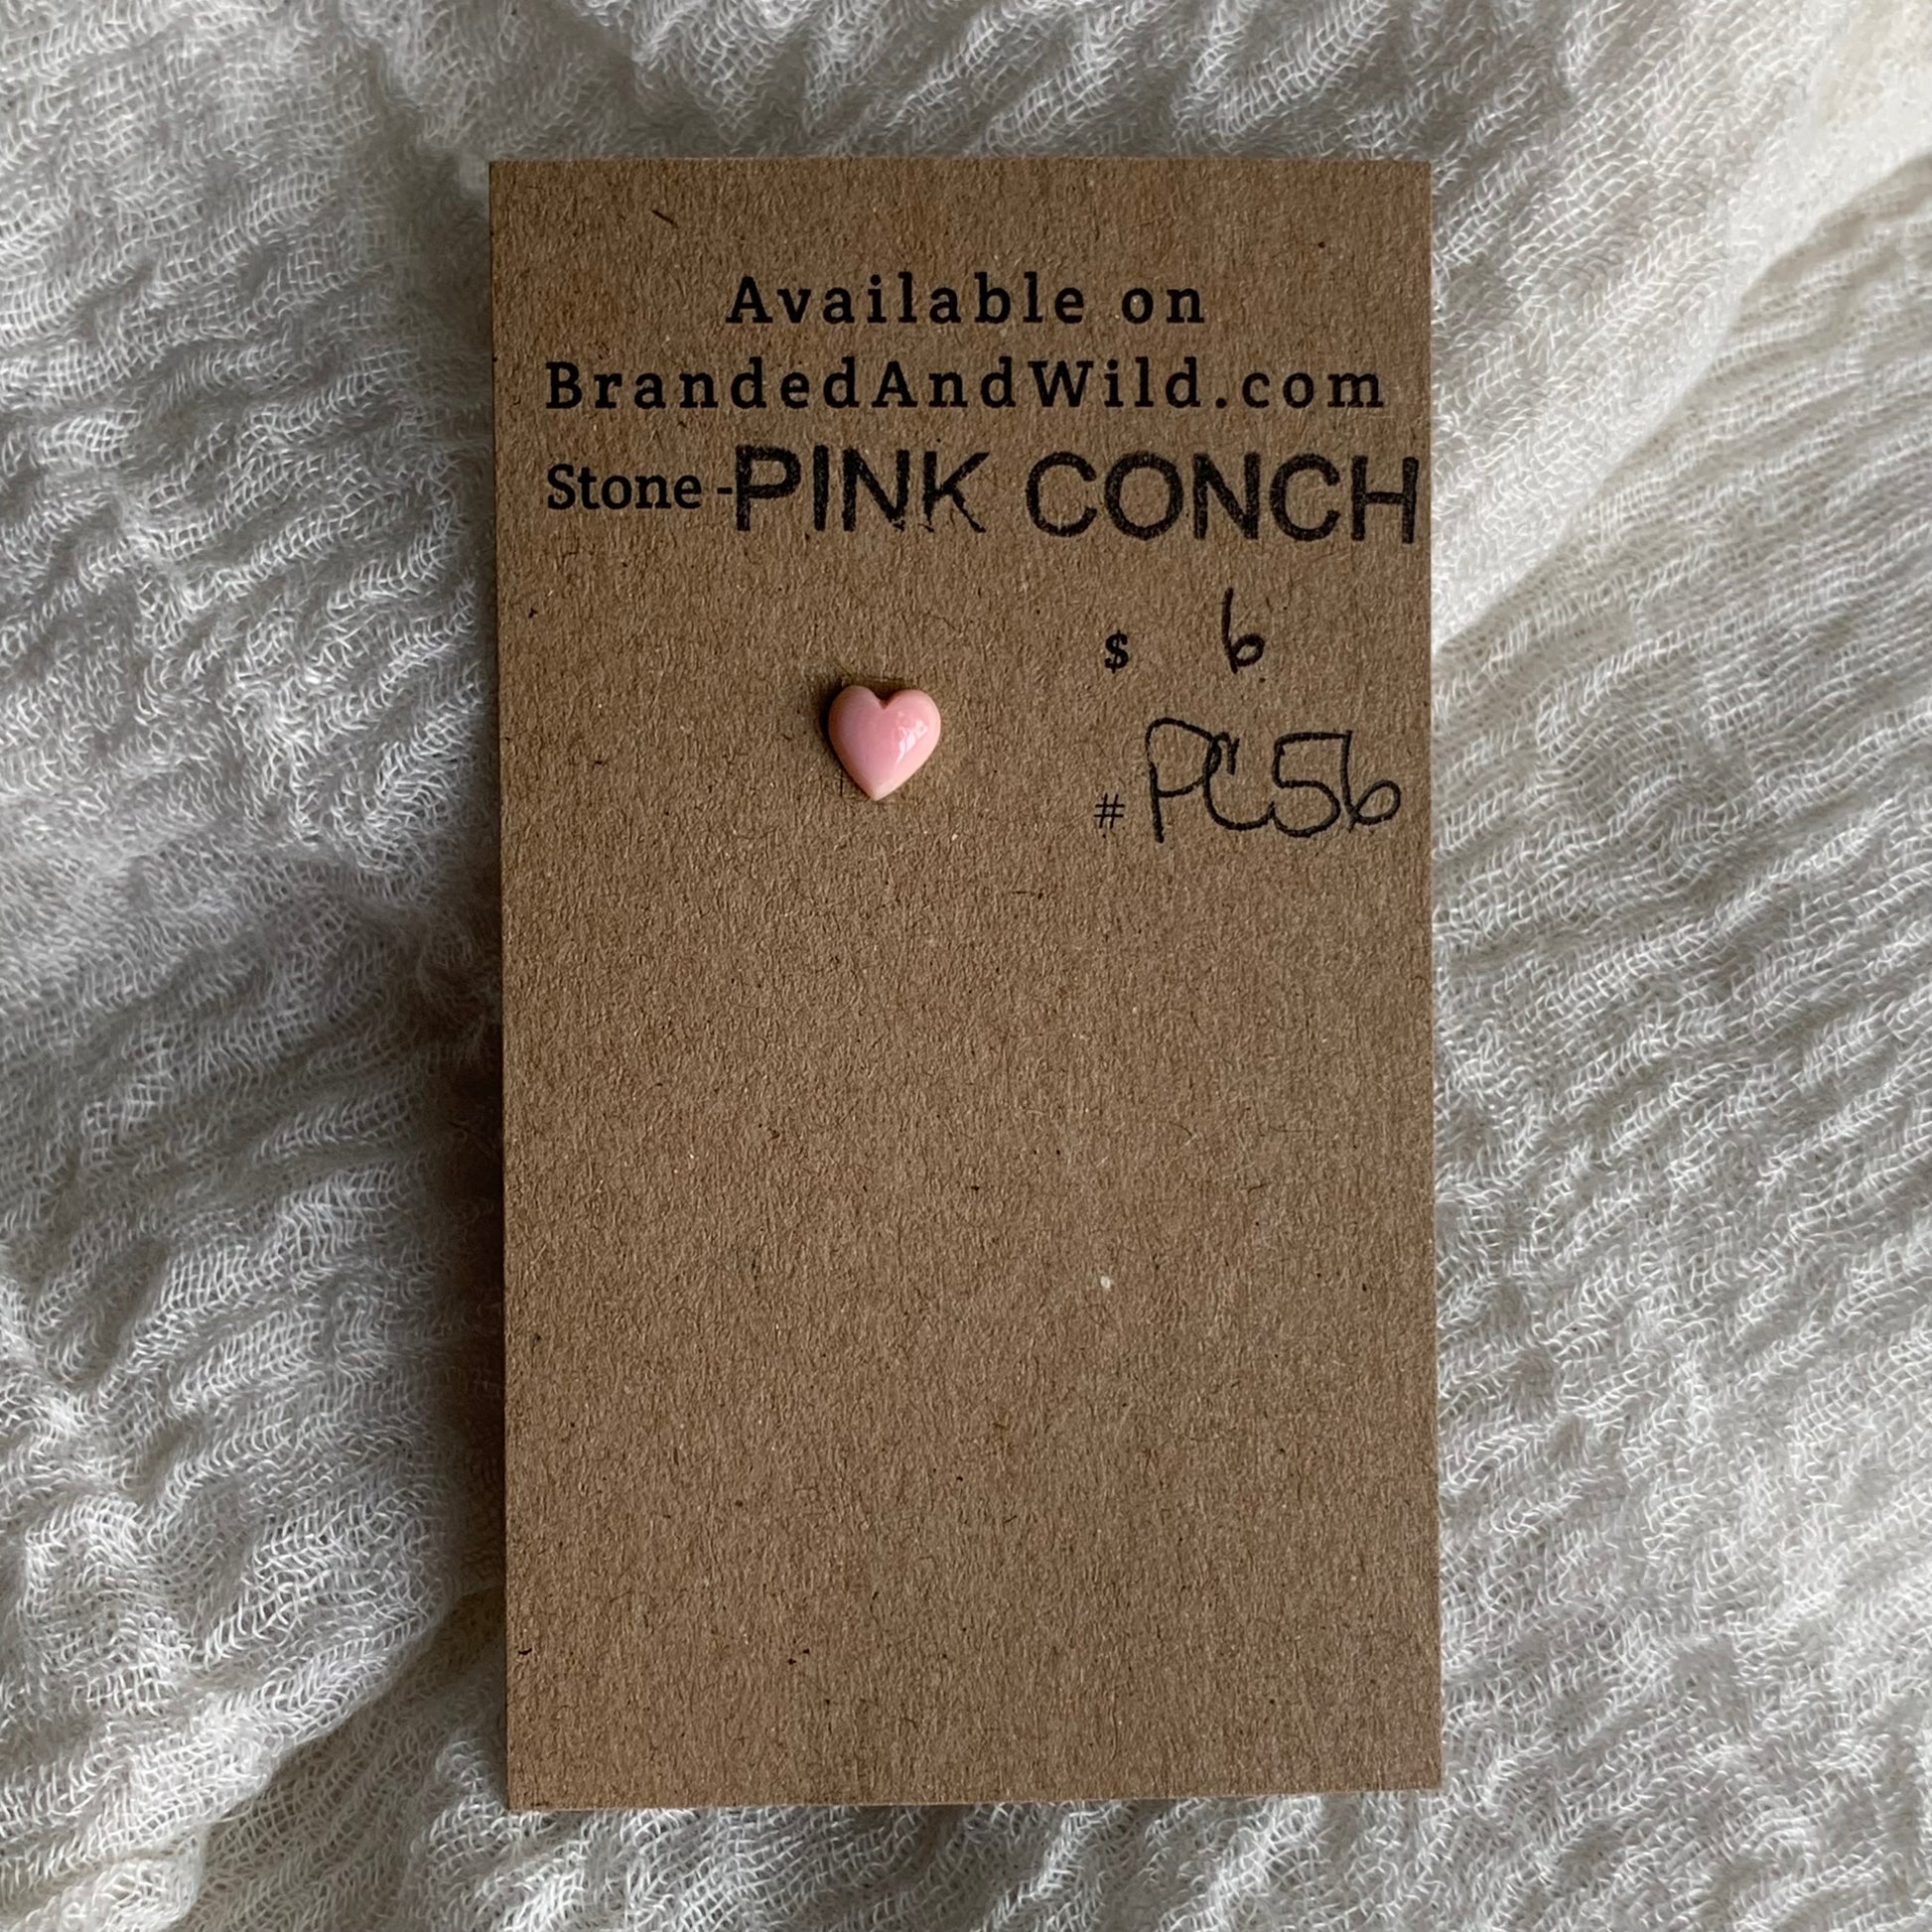 Available on
BrandedAndWild.com
Stone -PINK CONCH
$ 6
# PC56